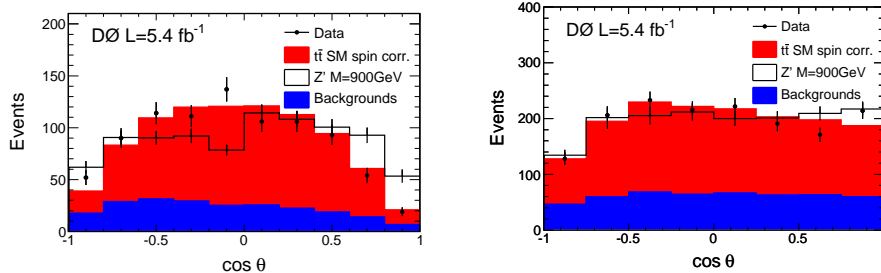 DØ L=5.4 fb⁻¹
Data
tt̄ SM spin corr.
Z' M=900GeV
Backgrounds
Events
200
150
100
50
0
-1
-0.5
0
0.5
1
cos θ
DØ L=5.4 fb⁻¹
Data
tt̄ SM spin corr.
Z' M=900GeV
Backgrounds
Events
400
300
200
100
0
-1
-0.5
0
0.5
cos θ